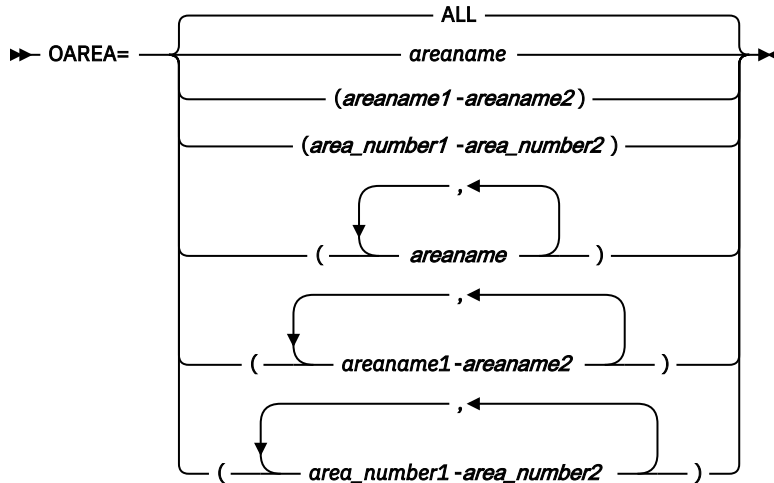 ALL
OAREA= areaname
(areaname1-areaname2)
(area_number1-area_number2)
,
( areaname )
,
( areaname1-areaname2 )
,
( area_number1-area_number2 )